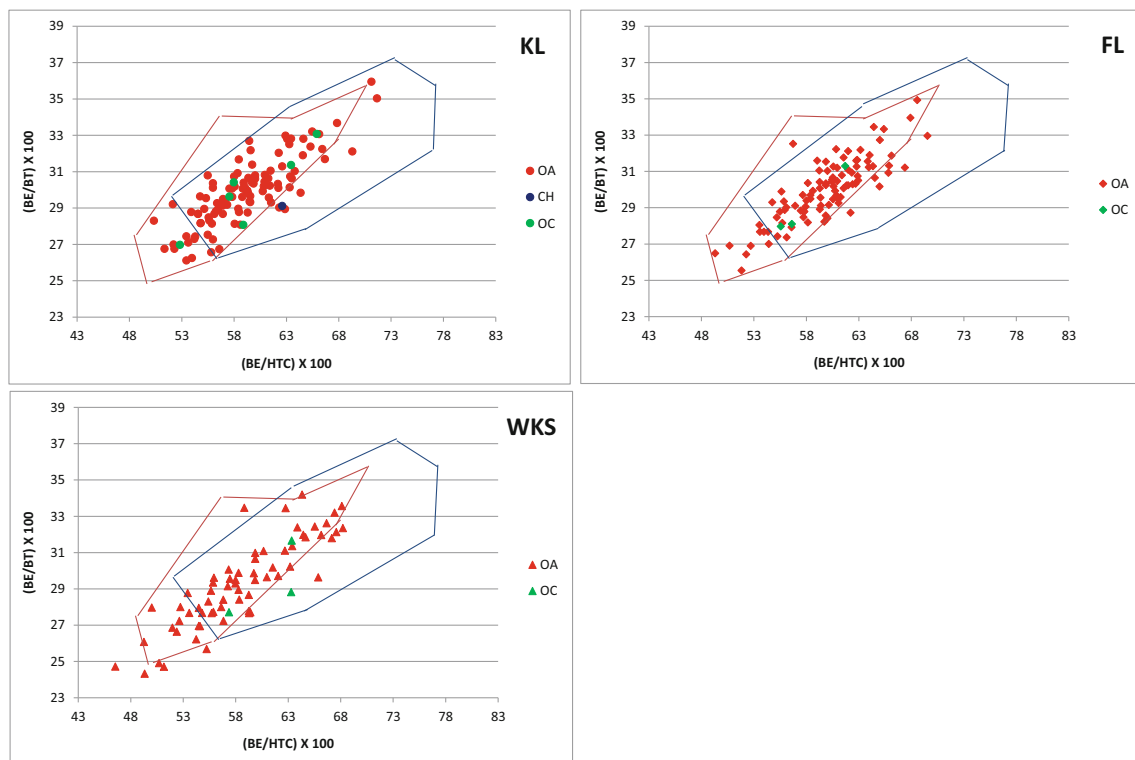 KL
39
37
35
33
31
29
27
25
23
(BE/BT) X 100
43 48 53 58 63 68 73 78 83
(BE/HTC) X 100
OA
CH
OC
FL
39
37
35
33
31
29
27
25
23
(BE/BT) X 100
43 48 53 58 63 68 73 78 83
(BE/HTC) X 100
OA
OC
WKS
39
37
35
33
31
29
27
25
23
(BE/BT) X 100
43 48 53 58 63 68 73 78 83
(BE/HTC) X 100
OA
OC